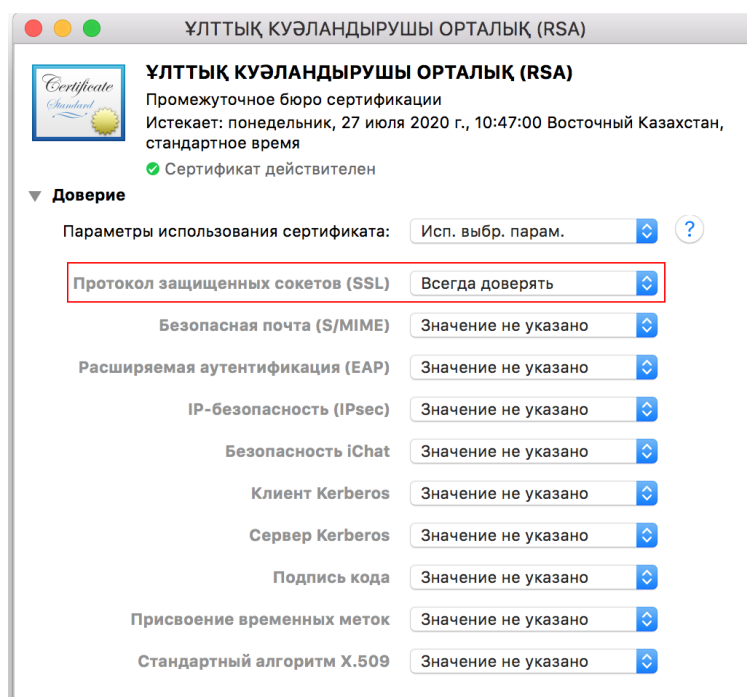 ҰЛТТЫҚ КУӘЛАНДЫРУШЫ ОРТАЛЫҚ (RSA)
Certificate
Standard
ҰЛТТЫҚ КУӘЛАНДЫРУШЫ ОРТАЛЫҚ (RSA)
Промежуточное бюро сертификации
Истекает: понедельник, 27 июля 2020 г., 10:47:00 Восточный Казахстан,
стандартное время
Сертификат действителен
Доверие
Параметры использования сертификата: Исп. выбр. парам. ?
Протокол защищенных сокетов (SSL) Всегда доверять
Безопасная почта (S/MIME) Значение не указано
Расширяемая аутентификация (EAP) Значение не указано
IP-безопасность (IPsec) Значение не указано
Безопасность iChat Значение не указано
Клиент Kerberos Значение не указано
Сервер Kerberos Значение не указано
Подпись кода Значение не указано
Присвоение временных меток Значение не указано
Стандартный алгоритм X.509 Значение не указано